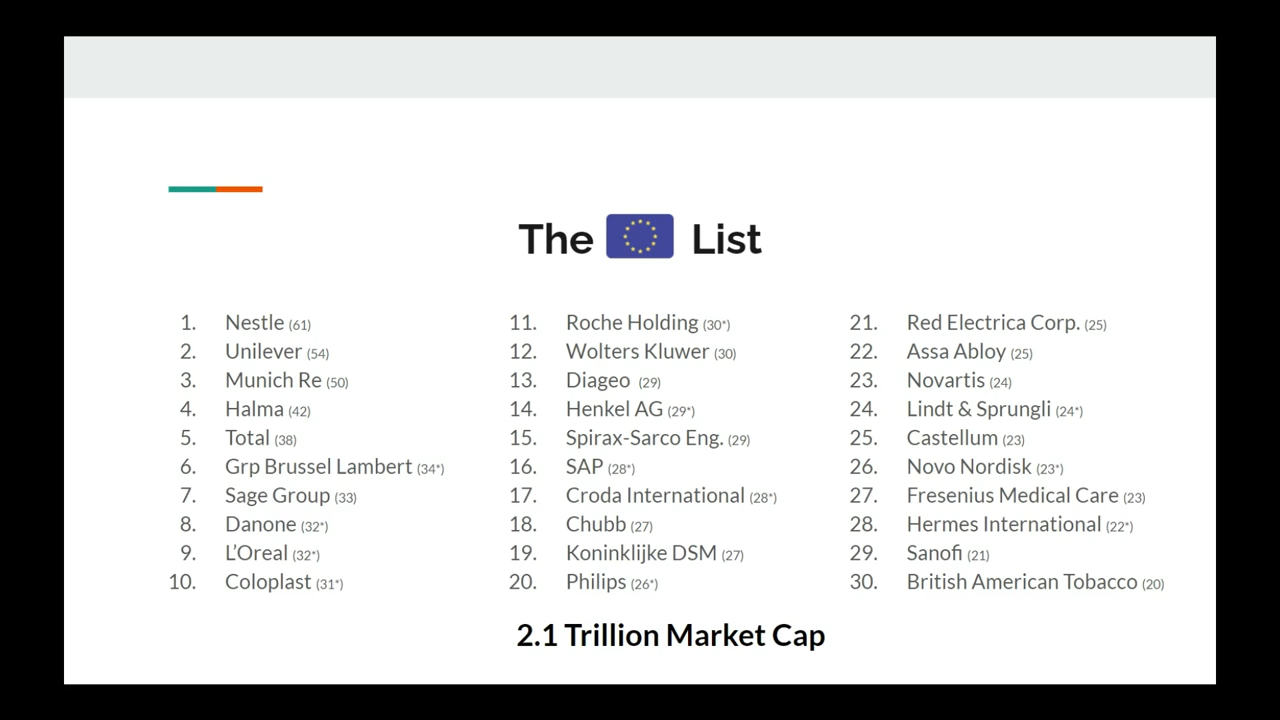 The List
1. Nestle (61)
2. Unilever (54)
3. Munich Re (50)
4. Halma (42)
5. Total (38)
6. Grp Brussel Lambert (34*)
7. Sage Group (33)
8. Danone (32*)
9. L'Oreal (32*)
10. Coloplast (31*)
11. Roche Holding (30*)
12. Wolters Kluwer (30)
13. Diageo (29)
14. Henkel AG (29*)
15. Spirax-Sarco Eng. (29)
16. SAP (28*)
17. Croda International (28*)
18. Chubb (27)
19. Koninklijke DSM (27)
20. Philips (26*)
21. Red Electrica Corp. (25)
22. Assa Abloy (25)
23. Novartis (24)
24. Lindt & Sprungli (24*)
25. Castellum (23)
26. Novo Nordisk (23*)
27. Fresenius Medical Care (23)
28. Hermes International (22*)
29. Sanofi (21)
30. British American Tobacco (20)
2.1 Trillion Market Cap